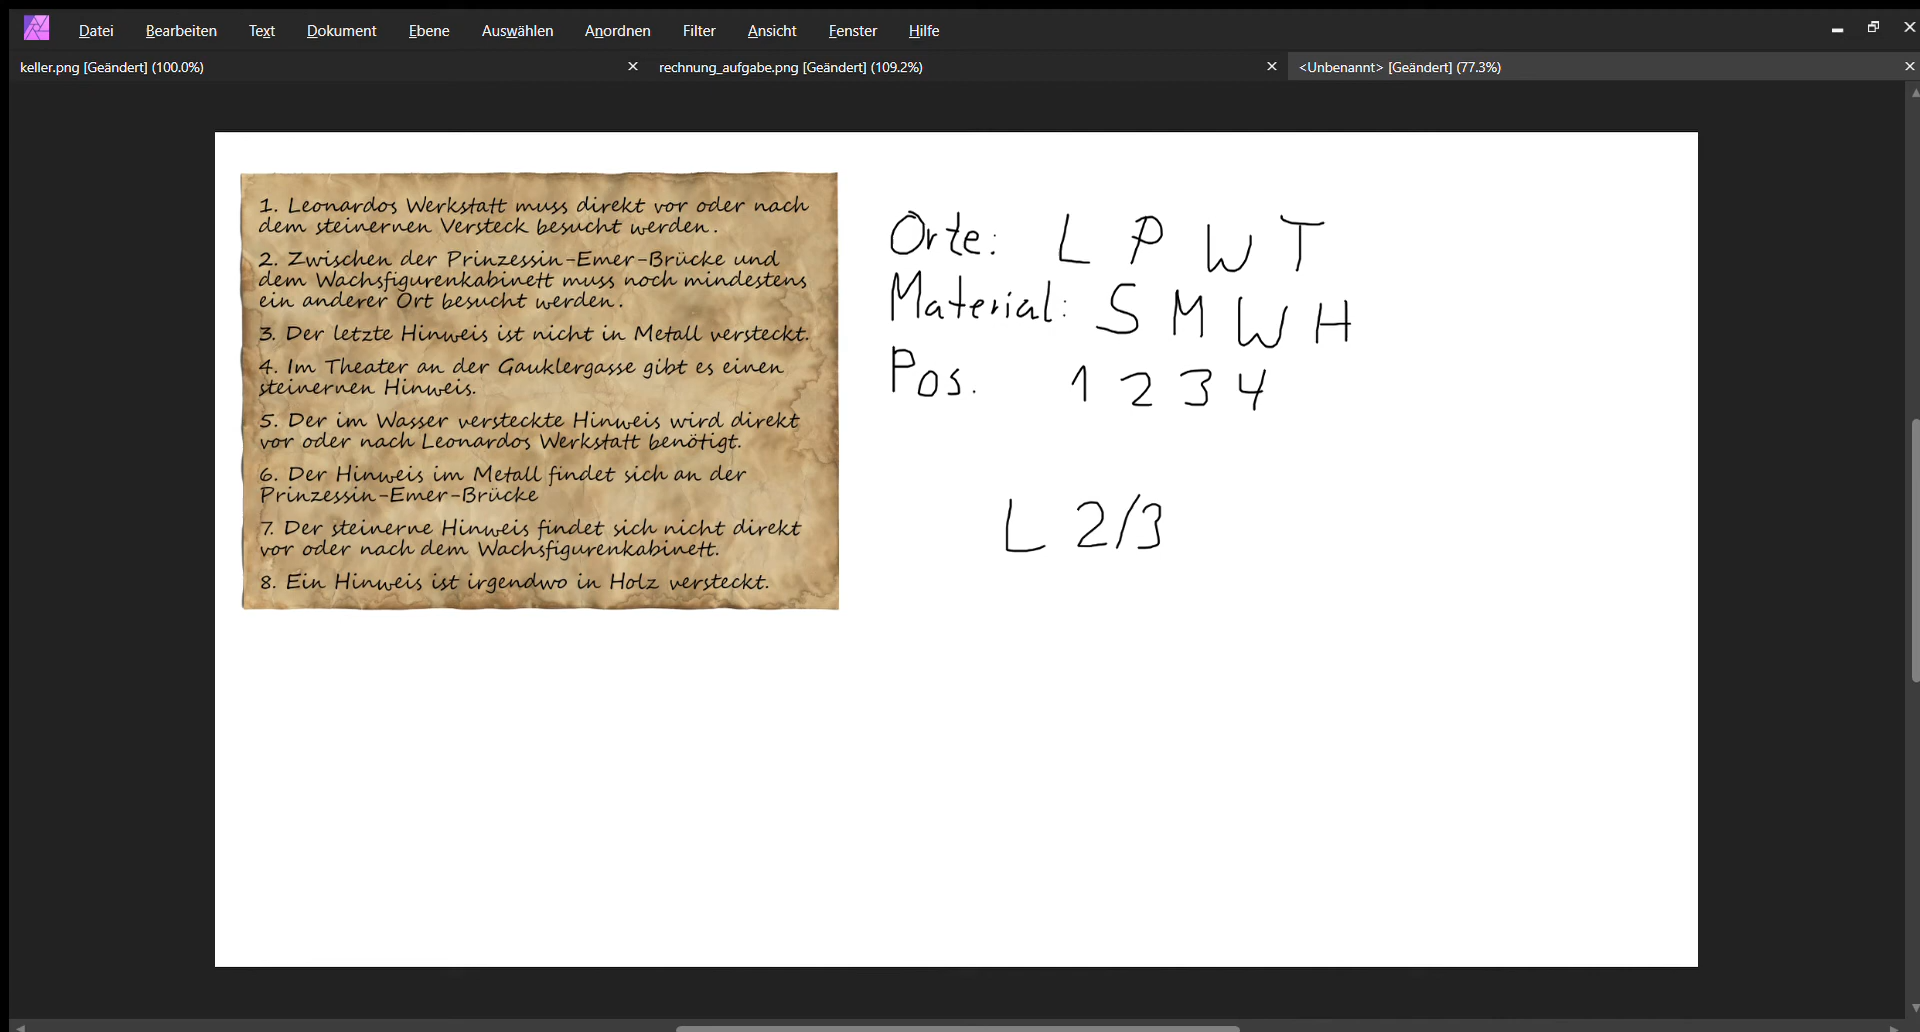 Datei Bearbeiten Text Dokument Ebene Auswählen Anordnen Filter Ansicht Fenster Hilfe
keller.png [Geändert] (100.0%) rechnung_aufgabe.png [Geändert] (109.2%) <Unbenannt> [Geändert] (77.3%)
1. Leonardos Werkstatt muss direkt vor oder nach
dem steinernen Versteck besucht werden.
2. Zwischen der Prinzessin-Emer-Brücke und
dem Wachsfigurenkabinett muss noch mindestens
ein anderer Ort besucht werden.
3. Der letzte Hinweis ist nicht in Metall versteckt.
4. Im Theater an der Gauklergasse gibt es einen
steinernen Hinweis.
5. Der im Wasser versteckte Hinweis wird direkt
vor oder nach Leonardos Werkstatt benötigt.
6. Der Hinweis im Metall findet sich an der
Prinzessin-Emer-Brücke
7. Der steinerne Hinweis findet sich nicht direkt
vor oder nach dem Wachsfigurenkabinett.
8. Ein Hinweis ist irgendwo in Holz versteckt.
Orte: L P W T
Material: S M W H
Pos. 1 2 3 4
L 2/3